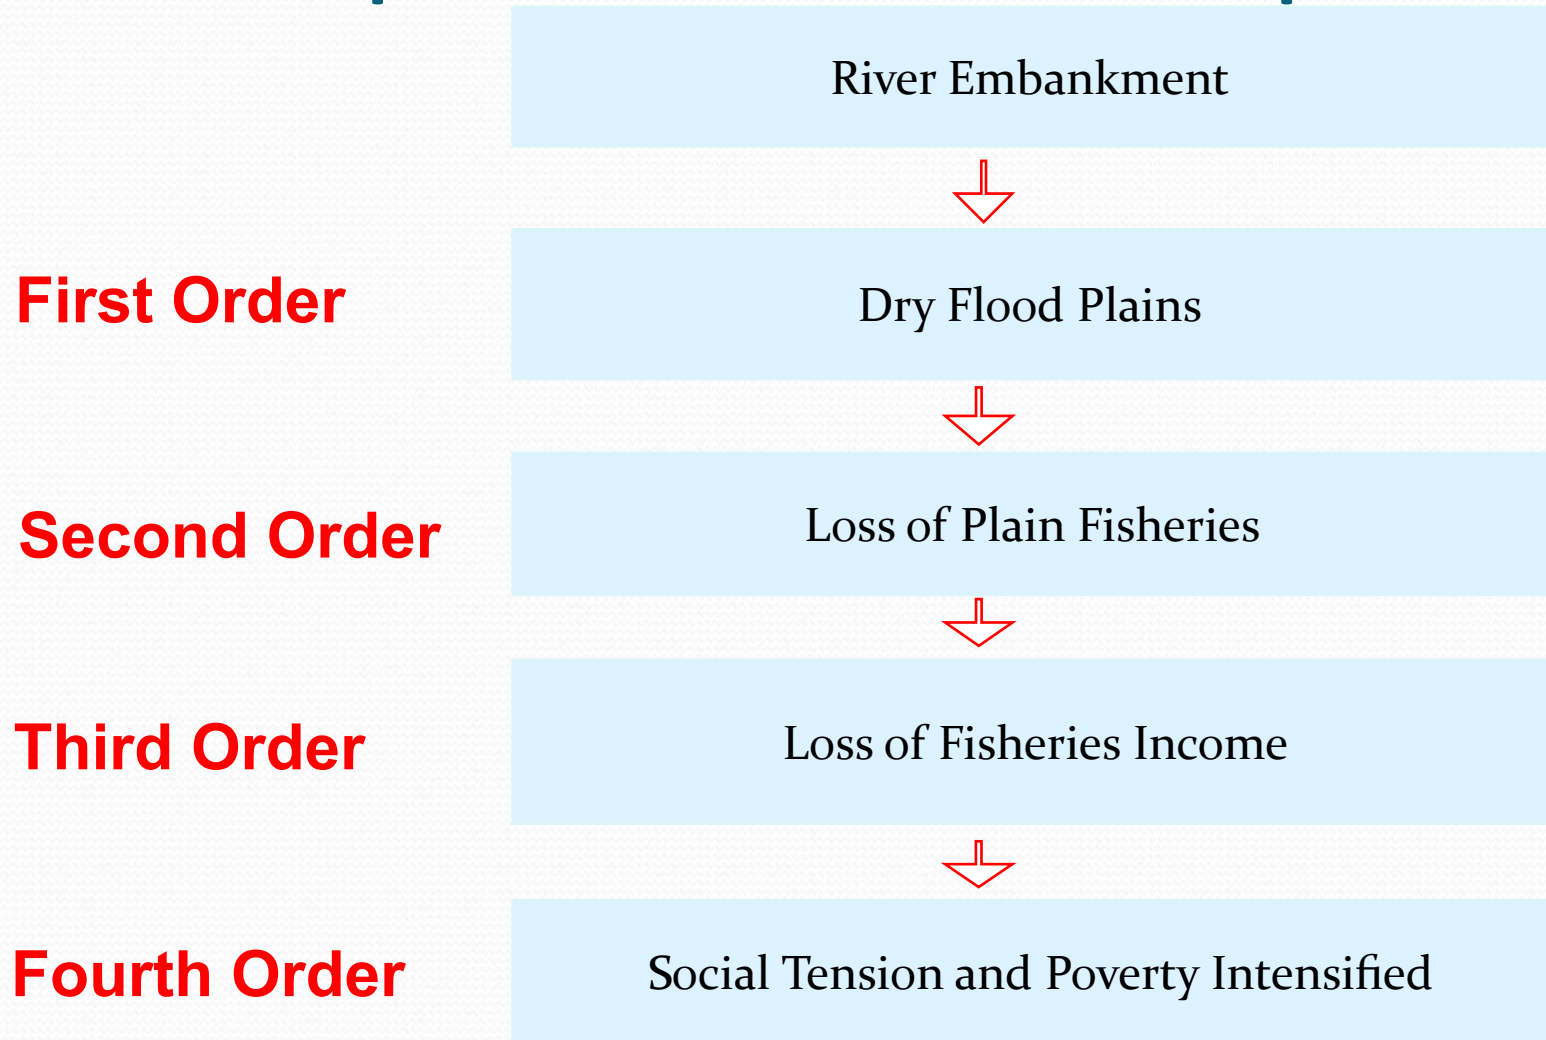 River Embankment
First Order
Dry Flood Plains
Second Order
Loss of Plain Fisheries
Third Order
Loss of Fisheries Income
Fourth Order
Social Tension and Poverty Intensified